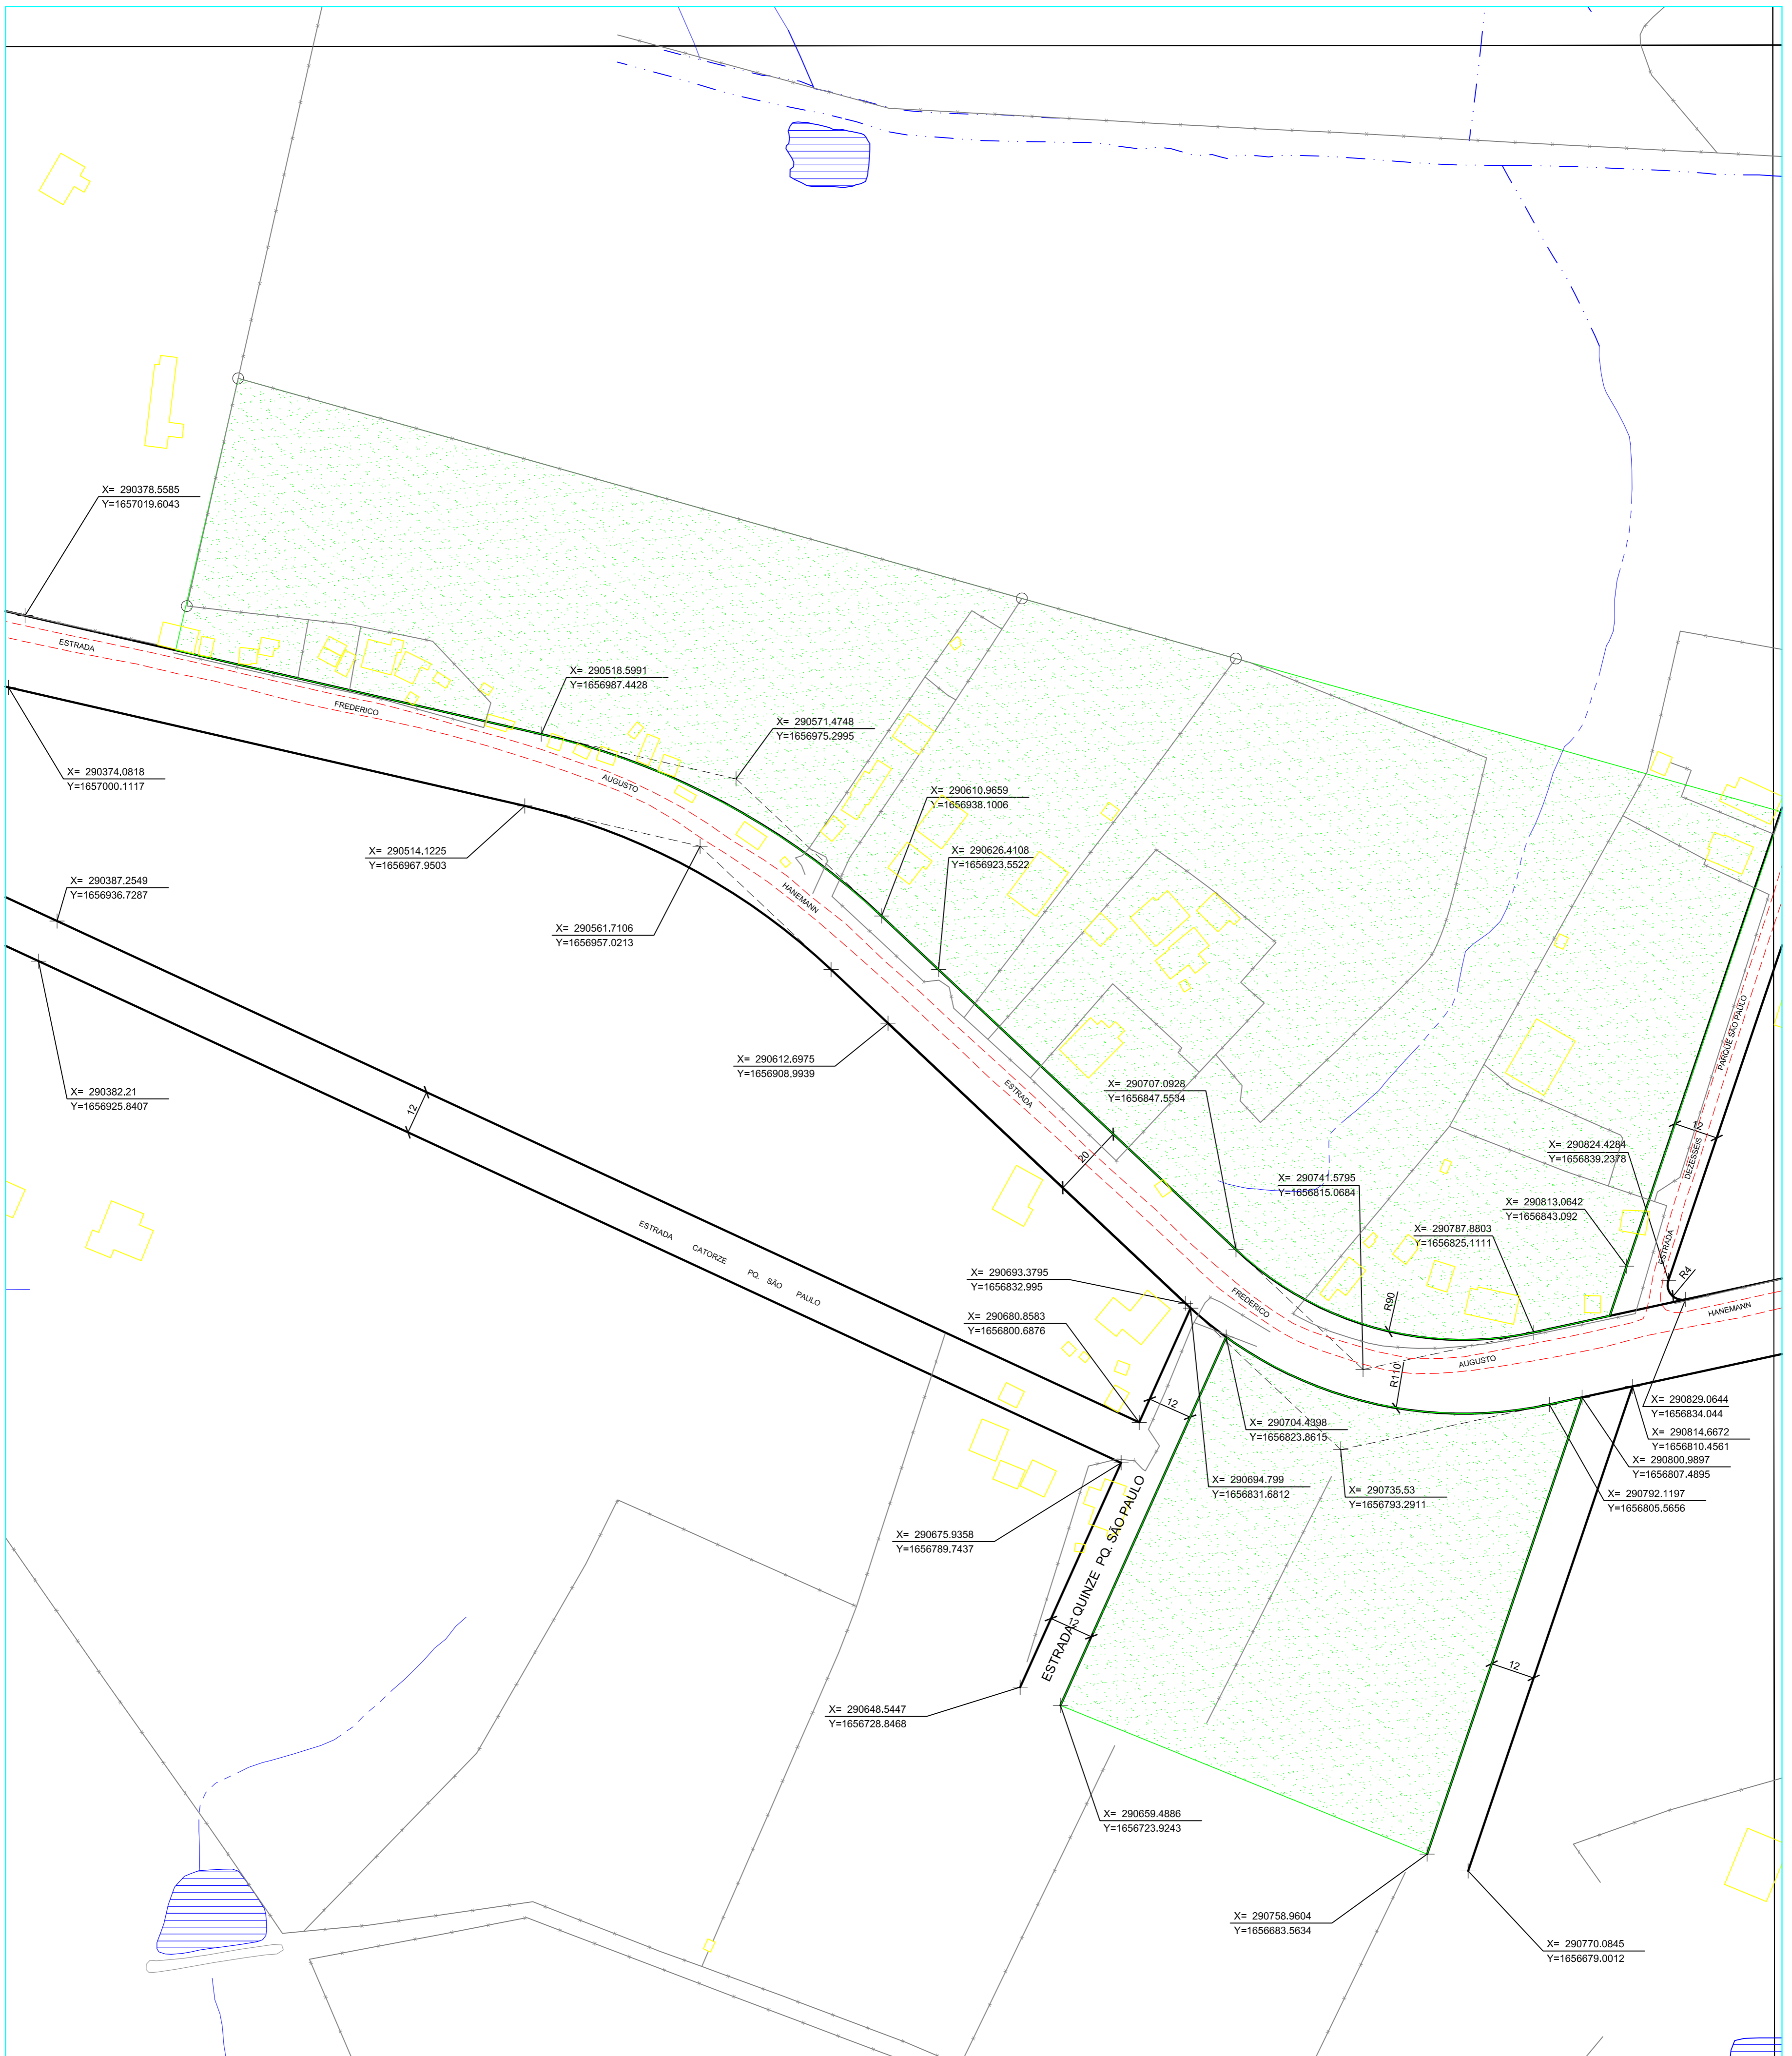 X= 290378.5585
Y=1657019.6043
ESTRADA
X= 290518.5991
Y=1656987.4428
FREDERICO
X= 290571.4748
Y=1656975.2995
X= 290374.0818
Y=1657000.1117
AUGUSTO
X= 290610.9659
Y=1656938.1006
X= 290514.1225
Y=1656967.9503
X= 290626.4108
Y=1656923.5522
X= 290387.2549
Y=1656936.7287
HANEMANN
X= 290561.7106
Y=1656957.0213
PARQUE SÃO PAULO
X= 290612.6975
Y=1656908.9939
X= 290382.21
Y=1656925.8407
12
ESTRADA
X= 290707.0928
Y=1656847.5534
12
X= 290824.4284
Y=1656839.2378
DEZESSEIS
20
X= 290741.5795
Y=1656815.0684
X= 290813.0642
Y=1656843.092
X= 290787.8803
Y=1656825.1111
ESTRADA CATORZE PQ. SÃO PAULO
ESTRADA
R4
X= 290693.3795
Y=1656832.995
FREDERICO
R90
HANEMANN
X= 290680.8583
Y=1656800.6876
AUGUSTO
R110
12
X= 290829.0644
Y=1656834.044
X= 290704.4398
Y=1656823.8615
X= 290814.6672
Y=1656810.4561
X= 290800.9897
Y=1656807.4895
X= 290694.799
Y=1656831.6812
X= 290735.53
Y=1656793.2911
X= 290792.1197
Y=1656805.5656
X= 290675.9358
Y=1656789.7437
ESTRADA QUINZE PQ. SÃO PAULO
12
12
X= 290648.5447
Y=1656728.8468
X= 290659.4886
Y=1656723.9243
X= 290758.9604
Y=1656683.5634
X= 290770.0845
Y=1656679.0012